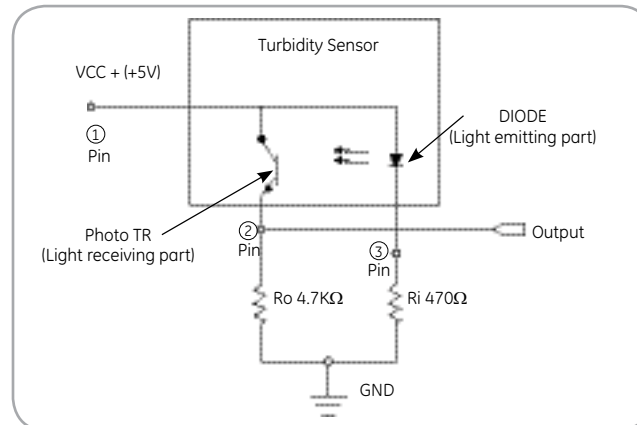 Turbidity Sensor
VCC + (+5V)
DIODE
(Light emitting part)
①
Pin
Photo TR
(Light receiving part)
②
Pin
Output
③
Pin
Ro 4.7KΩ
Ri 470Ω
GND